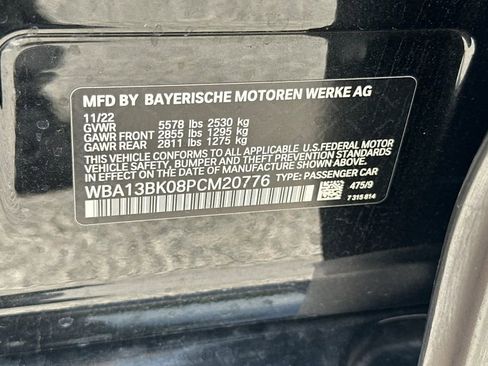 MFD BY BAYERISCHE MOTOREN WERKE AG
11/22
GVWR 5578 lbs 2530 kg
GAWR FRONT 2855 lbs 1295 kg
GAWR REAR 2811 lbs 1275 kg
THIS VEHICLE CONFORMS TO ALL APPLICABLE U.S.FEDERAL MOTOR
VEHICLE SAFETY, BUMPER AND THEFT PREVENTION STANDARDS
IN EFFECT ON THE DATE OF MANUFACTURE SHOWN ABOVE.
WBA13BK08PCM20776 TYPE: PASSENGER CAR
475/9
7 315 814